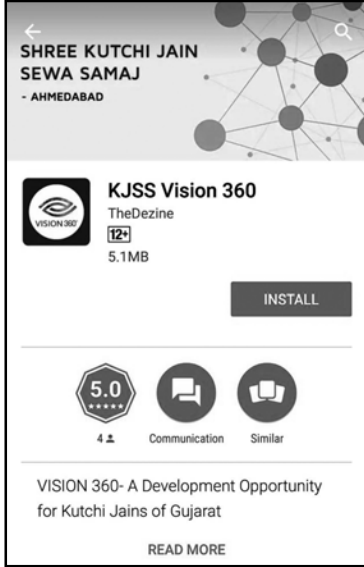 SHREE KUTCHI JAIN
SEWA SAMAJ
- AHMEDABAD
VISION 360°
KJSS Vision 360
TheDezine
12+
5.1MB
INSTALL
5.0
4
Communication
Similar
VISION 360- A Development Opportunity
for Kutchi Jains of Gujarat
READ MORE